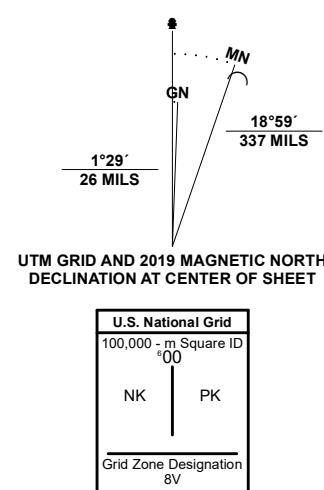 MN
GN
18°59´
337 MILS
1°29´
26 MILS
UTM GRID AND 2019 MAGNETIC NORTH
DECLINATION AT CENTER OF SHEET
U.S. National Grid
100,000 - m Square ID
⁶00
NK PK
Grid Zone Designation
8V